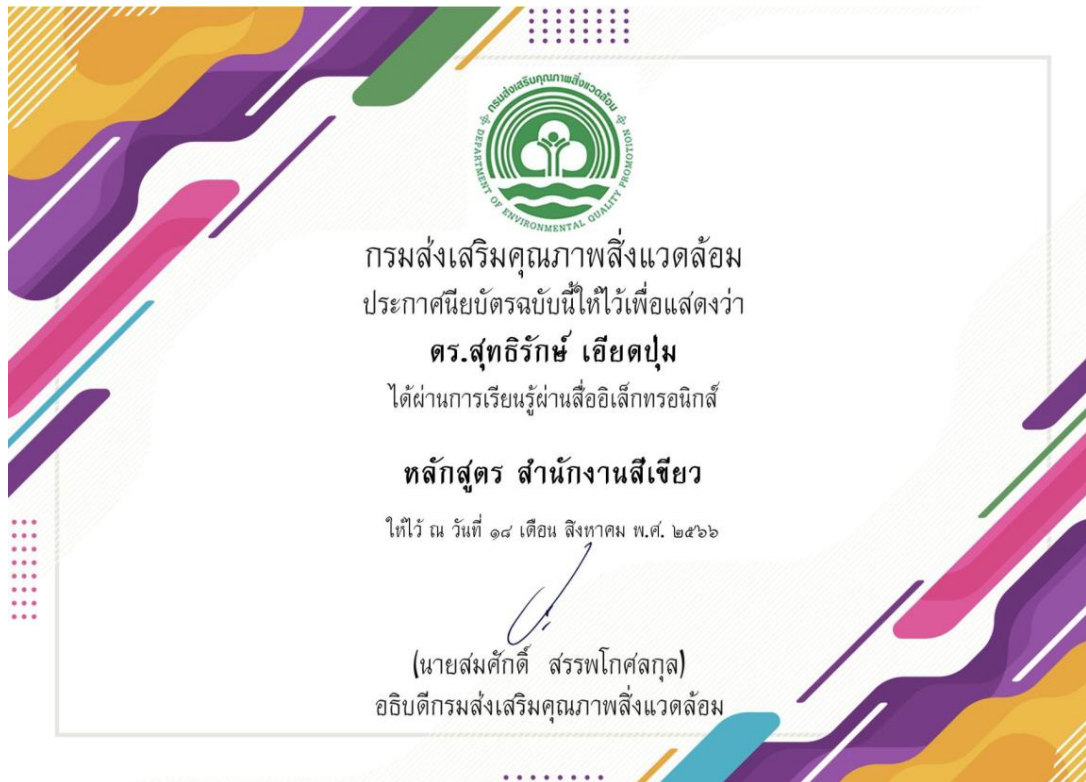 กรมส่งเสริมคุณภาพสิ่งแวดล้อม
DEPARTMENT OF ENVIRONMENTAL QUALITY PROMOTION
กรมส่งเสริมคุณภาพสิ่งแวดล้อม
ประกาศนียบัตรฉบับนี้ให้ไว้เพื่อแสดงว่า
ดร.สุทธิรักษ์ เอียดปุ่ม
ได้ผ่านการเรียนรู้ผ่านสื่ออิเล็กทรอนิกส์
หลักสูตร สำนักงานสีเขียว
ให้ไว้ ณ วันที่ ๑๘ เดือน สิงหาคม พ.ศ. ๒๕๖๖
(นายสมศักดิ์ สรรพโกศลกุล)
อธิบดีกรมส่งเสริมคุณภาพสิ่งแวดล้อม